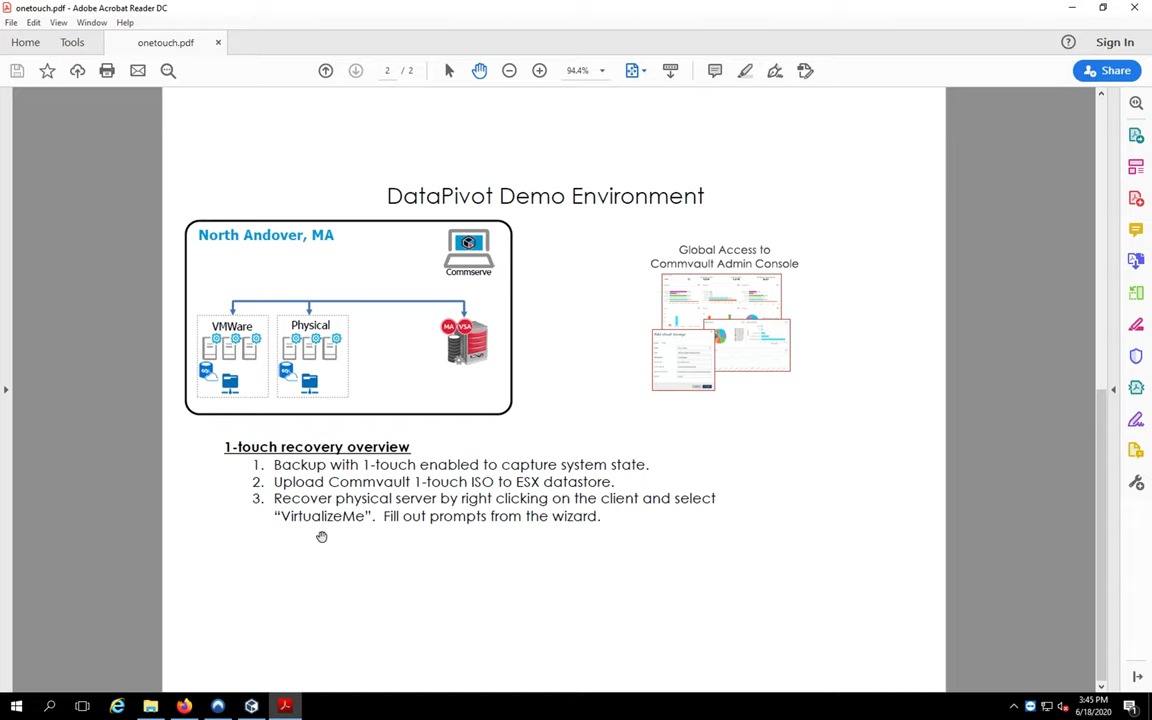 onetouch.pdf - Adobe Acrobat Reader DC
File Edit View Window Help
Home Tools onetouch.pdf × Sign In
2 / 2 94.4% Share
DataPivot Demo Environment
North Andover, MA
Commserve
Global Access to
Commvault Admin Console
VMWare Physical MA VSA
SQL SQL
1-touch recovery overview
1. Backup with 1-touch enabled to capture system state.
2. Upload Commvault 1-touch ISO to ESX datastore.
3. Recover physical server by right clicking on the client and select
“VirtualizeMe”. Fill out prompts from the wizard.
3:45 PM
6/18/2020
1